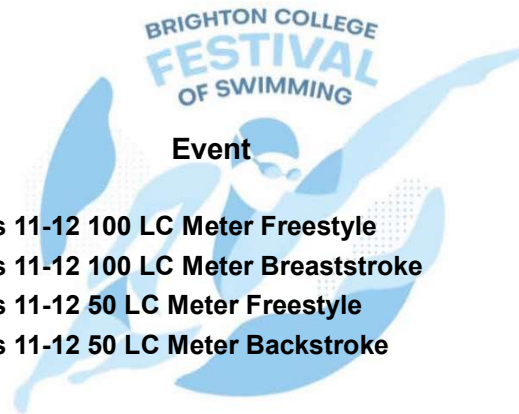 BRIGHTON COLLEGE
FESTIVAL
OF SWIMMING
Event
11-12 100 LC Meter Freestyle
11-12 100 LC Meter Breaststroke
11-12 50 LC Meter Freestyle
11-12 50 LC Meter Backstroke